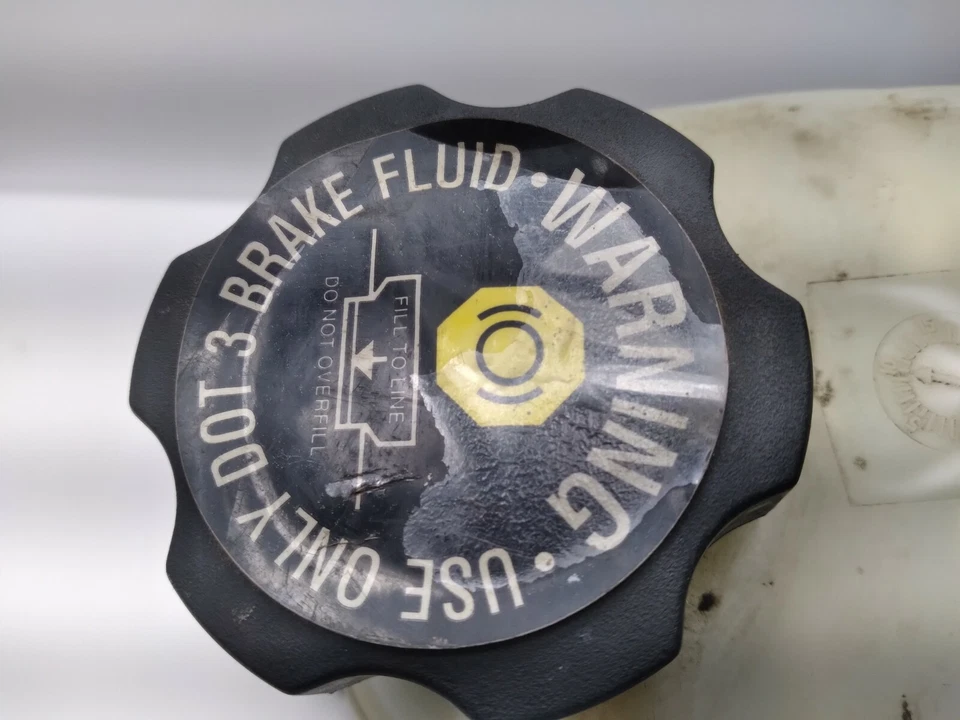 WARNING • USE ONLY DOT 3 BRAKE FLUID •
FILL TO LINE
DO NOT OVERFILL